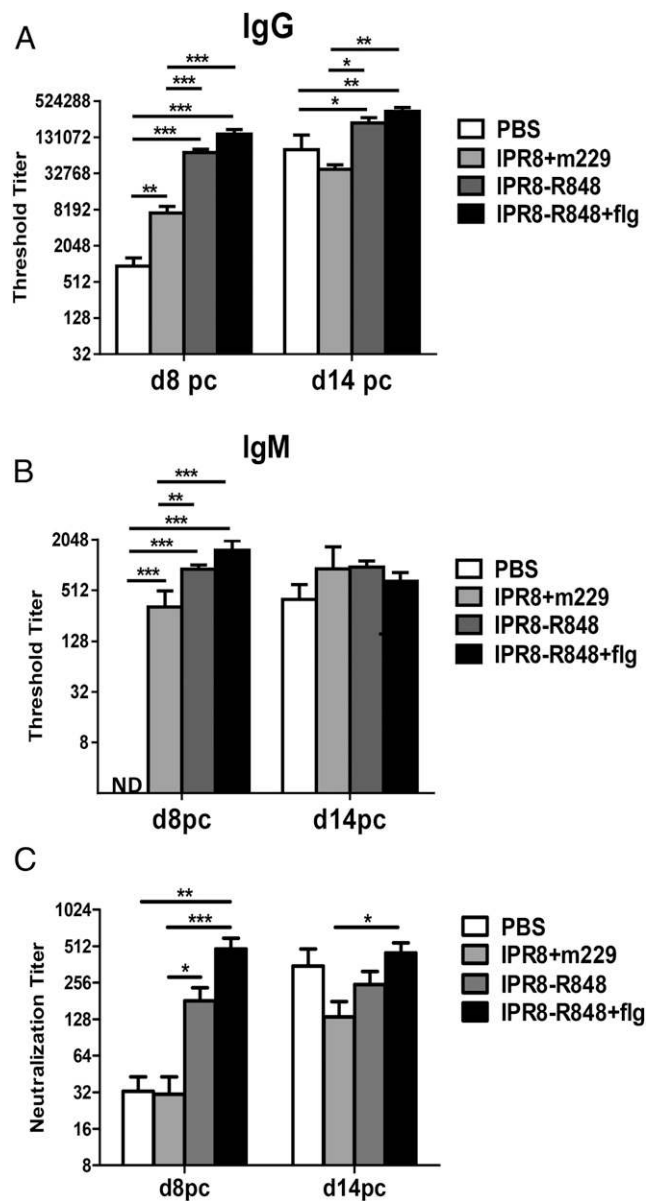 A
IgG
*** ** *** * *** ** *** * **
524288
131072
32768
8192
2048
512
128
32
Threshold Titer
d8 pc d14 pc
PBS
IPR8+m229
IPR8-R848
IPR8-R848+flg
B
IgM
*** ** *** *** ***
2048
512
128
32
8
Threshold Titer
ND
d8pc d14pc
PBS
IPR8+m229
IPR8-R848
IPR8-R848+flg
C
** *** * *
1024
512
256
128
64
32
16
8
Neutralization Titer
d8pc d14pc
PBS
IPR8+m229
IPR8-R848
IPR8-R848+flg